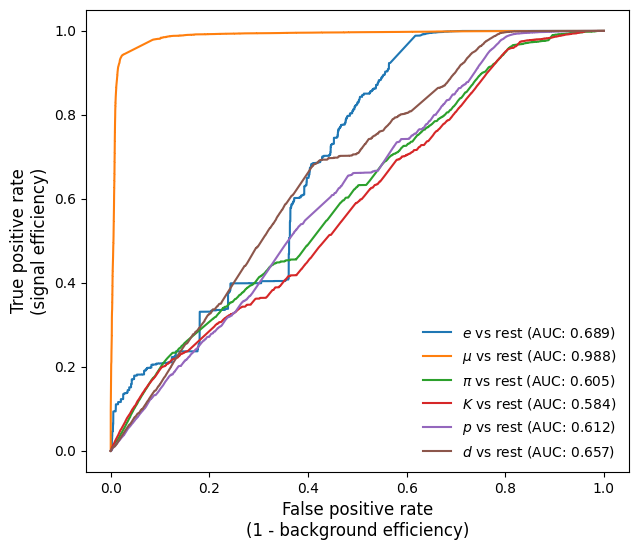 True positive rate
(signal efficiency)
1.0
0.8
0.6
0.4
0.2
0.0
0.0 0.2 0.4 0.6 0.8 1.0
False positive rate
(1 - background efficiency)
e vs rest (AUC: 0.689)
μ vs rest (AUC: 0.988)
π vs rest (AUC: 0.605)
K vs rest (AUC: 0.584)
p vs rest (AUC: 0.612)
d vs rest (AUC: 0.657)